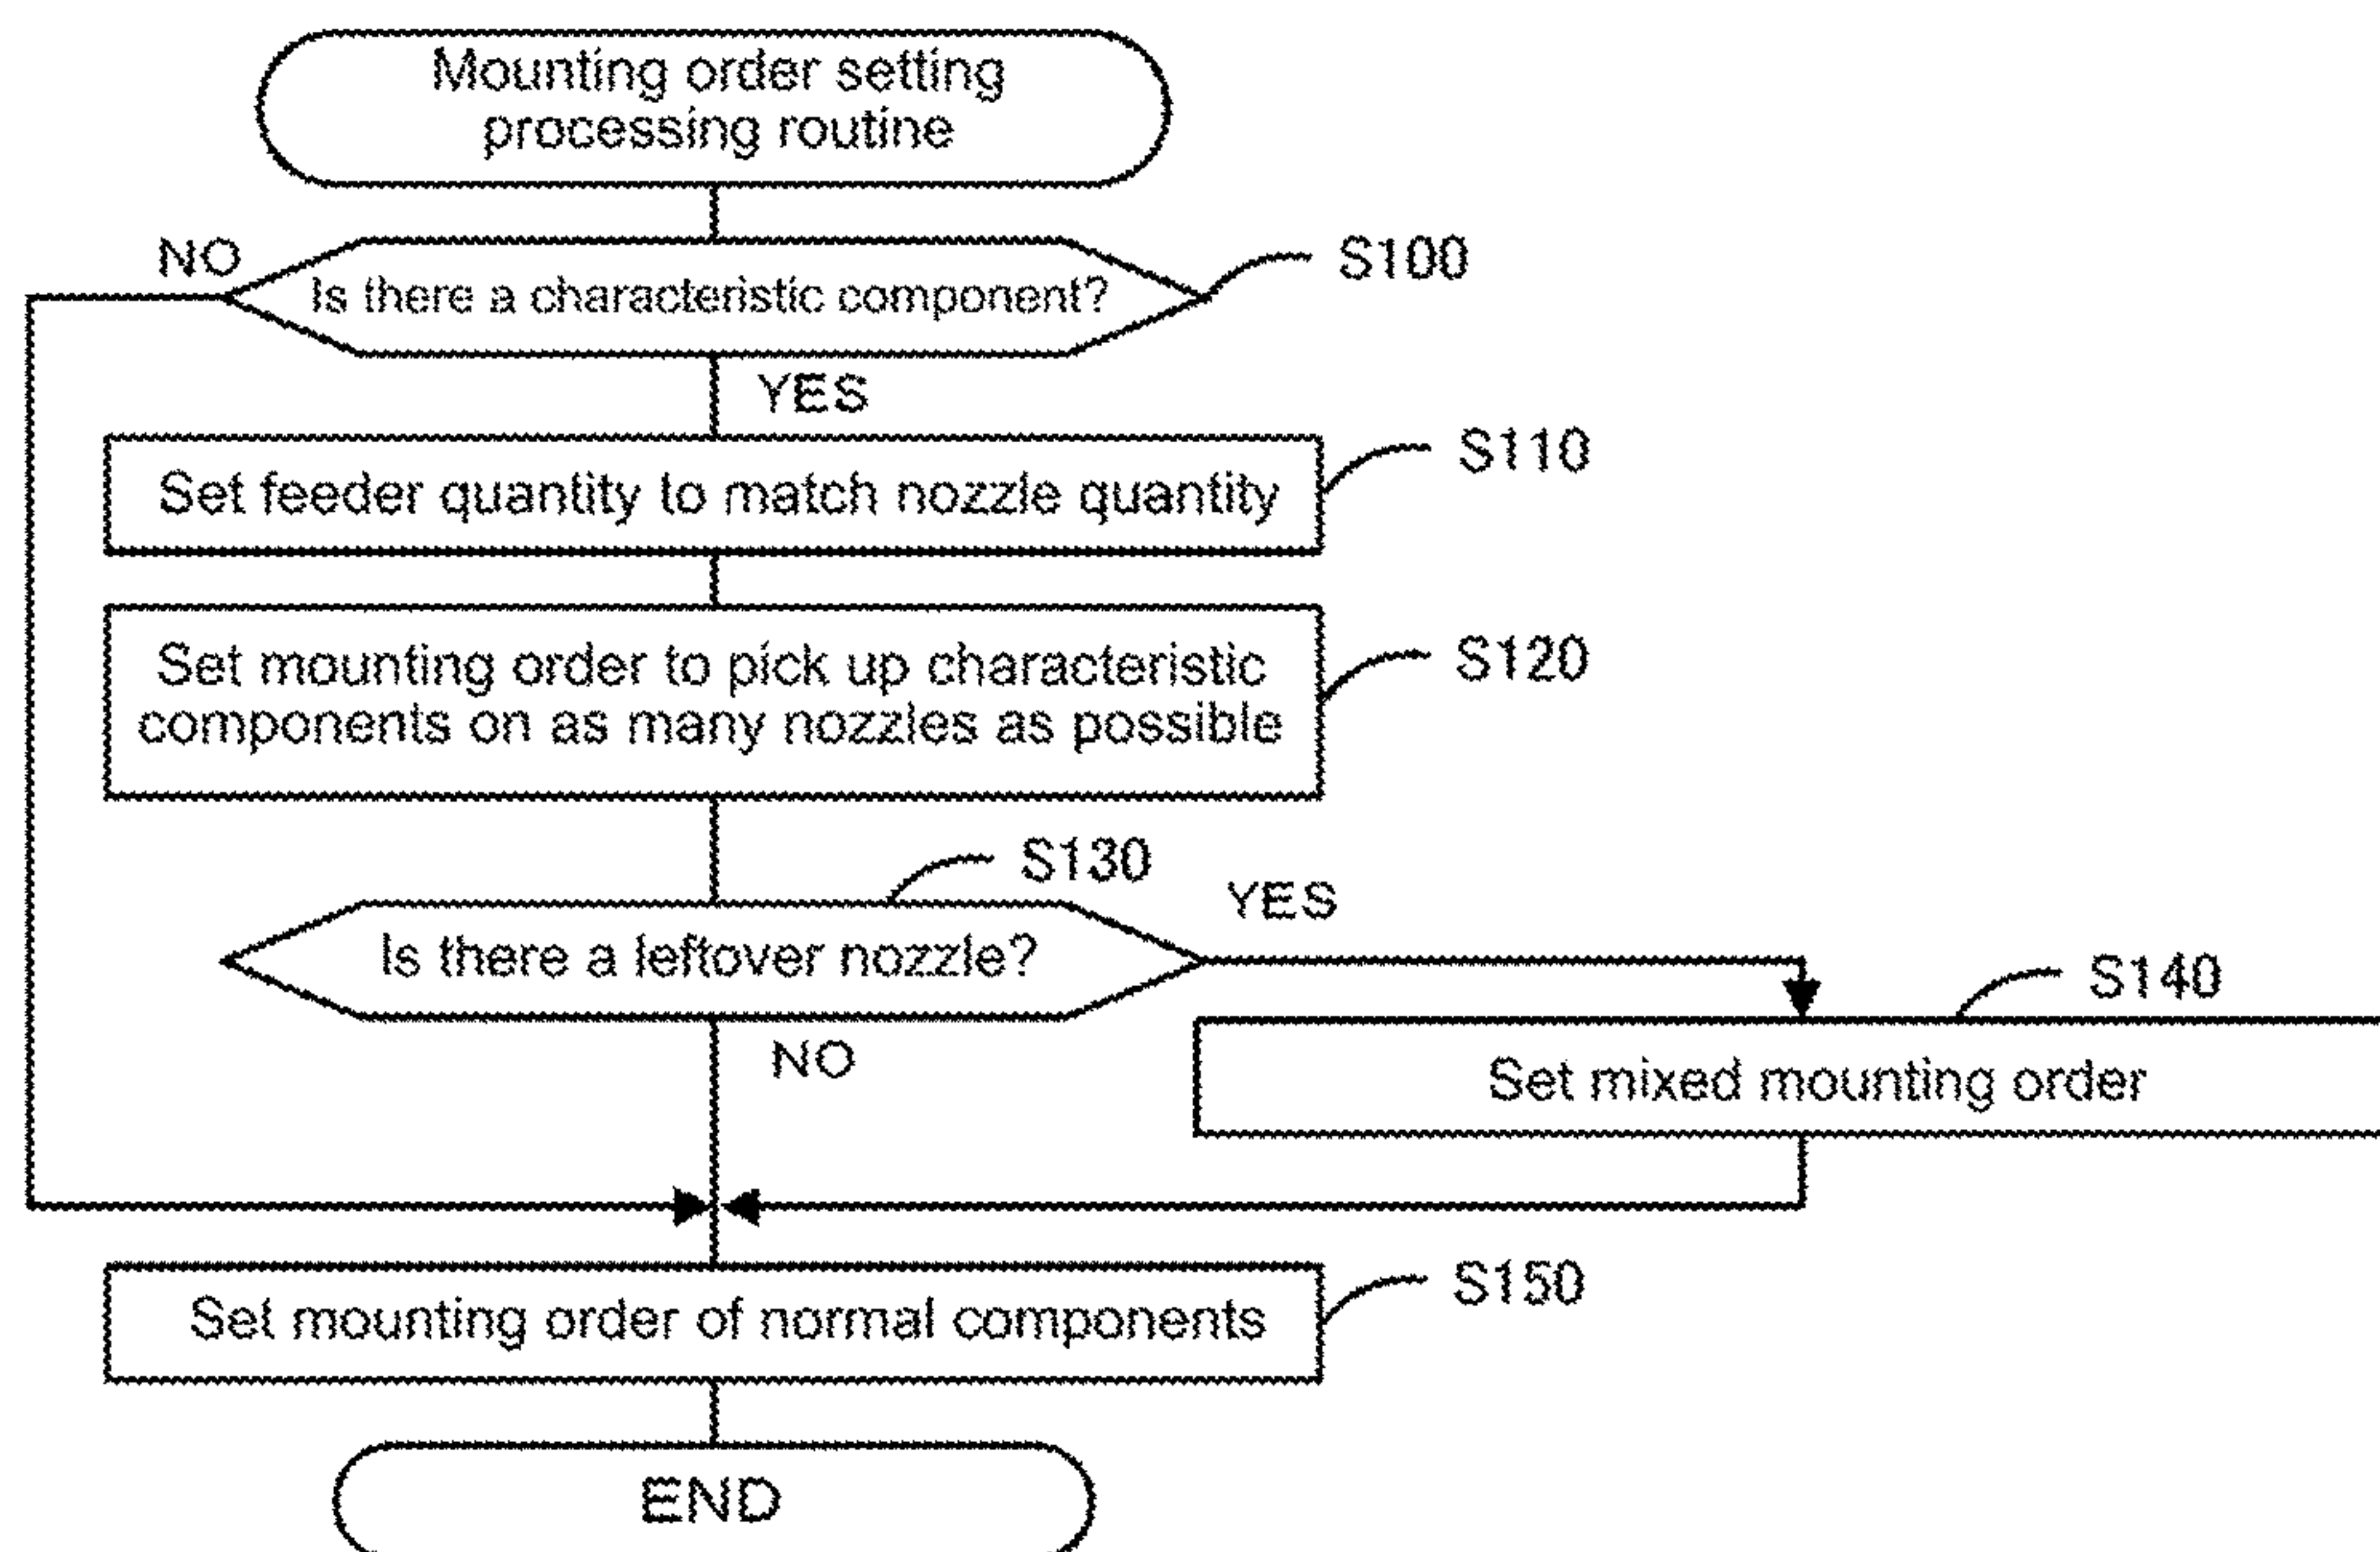 Mounting order setting
processing routine
NO
Is there a characteristic component?
S100
YES
Set feeder quantity to match nozzle quantity
S110
Set mounting order to pick up characteristic
components on as many nozzles as possible
S120
S130
Is there a leftover nozzle?
YES
NO
S140
Set mixed mounting order
Set mounting order of normal components
S150
END